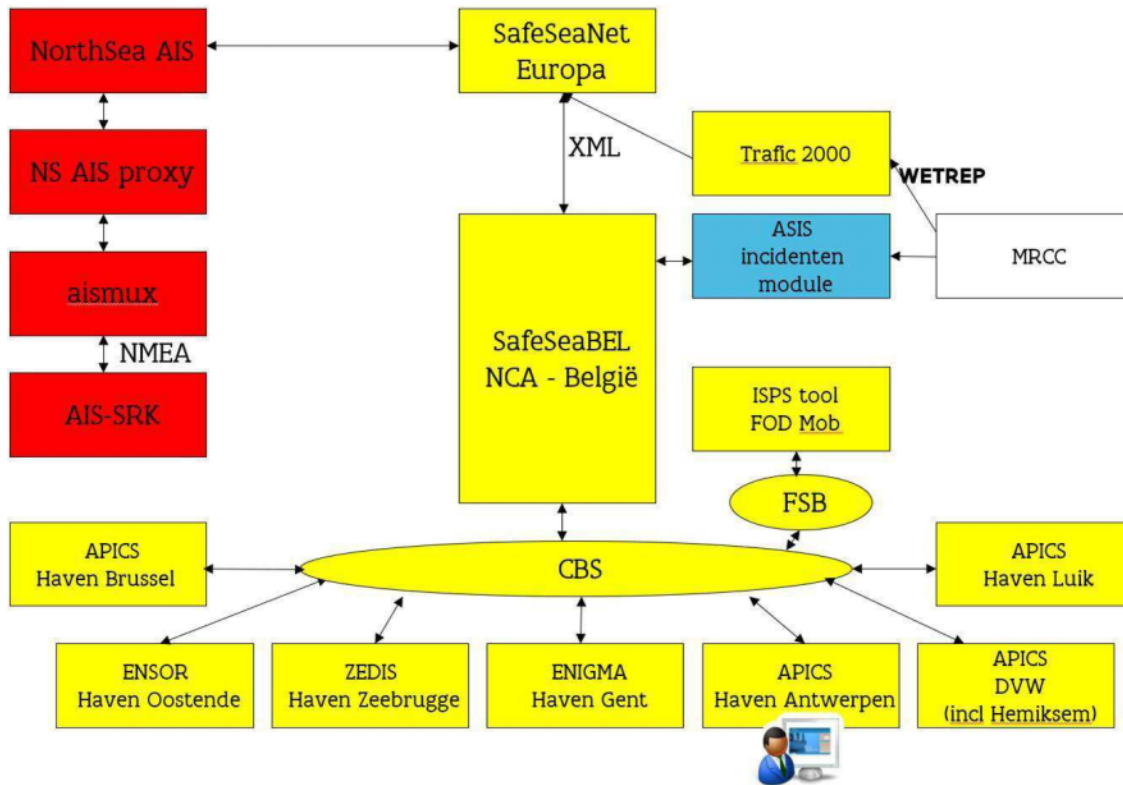 NorthSea AIS
SafeSeaNet
Europa
NS AIS proxy
XML
Trafic 2000
WETREP
aismux
ASIS
incidenten
module
MRCC
NMEA
SafeSeaBEL
NCA - België
AIS-SRK
ISPS tool
FOD Mob
FSB
APICS
Haven Brussel
CBS
APICS
Haven Luik
ENSOR
Haven Oostende
ZEDIS
Haven Zeebrugge
ENIGMA
Haven Gent
APICS
Haven Antwerpen
APICS
DVW
(incl Hemiksem)